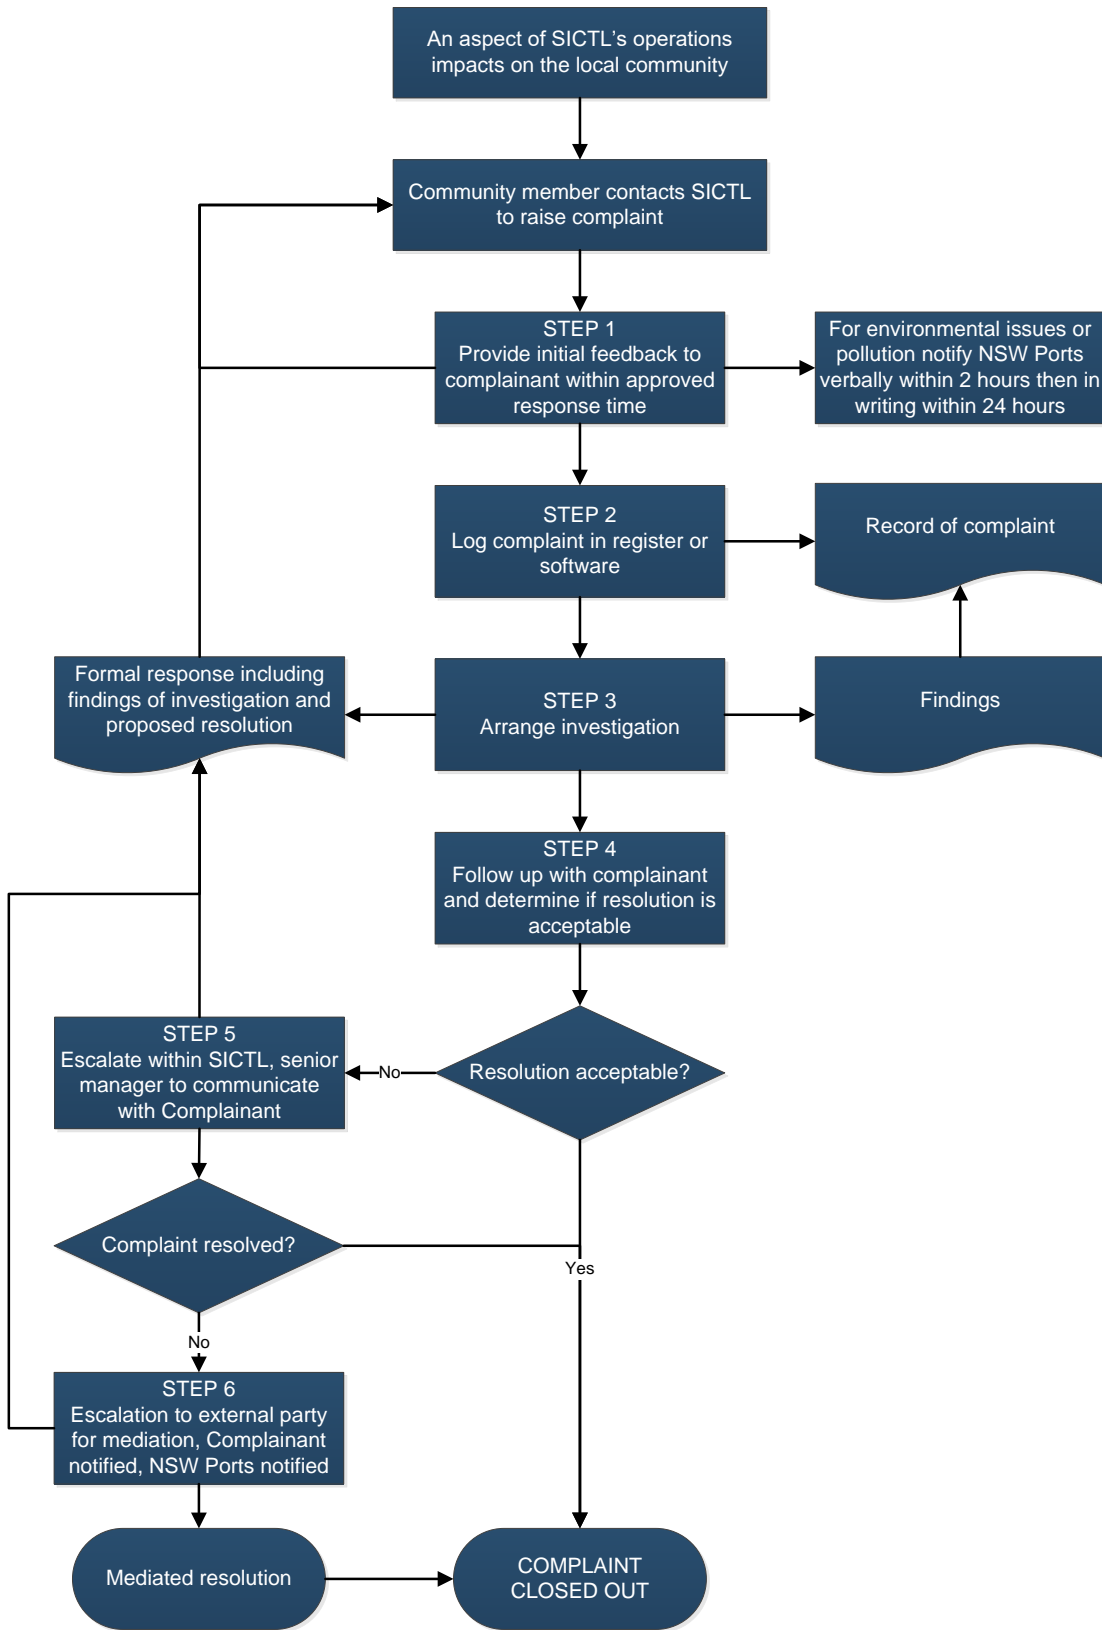 An aspect of SICTL's operations
impacts on the local community
Community member contacts SICTL
to raise complaint
STEP 1
Provide initial feedback to
complainant within approved
response time
For environmental issues or
pollution notify NSW Ports
verbally within 2 hours then in
writing within 24 hours
STEP 2
Log complaint in register or
software
Record of complaint
Formal response including
findings of investigation and
proposed resolution
STEP 3
Arrange investigation
Findings
STEP 4
Follow up with complainant
and determine if resolution is
acceptable
STEP 5
Escalate within SICTL, senior
manager to communicate
with Complainant
No
Resolution acceptable?
Complaint resolved?
Yes
No
STEP 6
Escalation to external party
for mediation, Complainant
notified, NSW Ports notified
Mediated resolution
COMPLAINT
CLOSED OUT